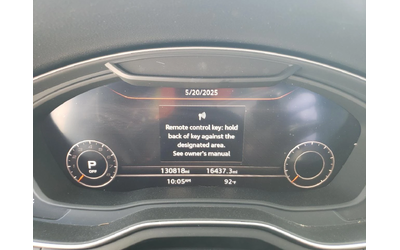 5/20/2025
Remote control key: hold
back of key against the
designated area.
See owner's manual
P
OFF
130818mi 16437.3mi
10:05AM 92°F